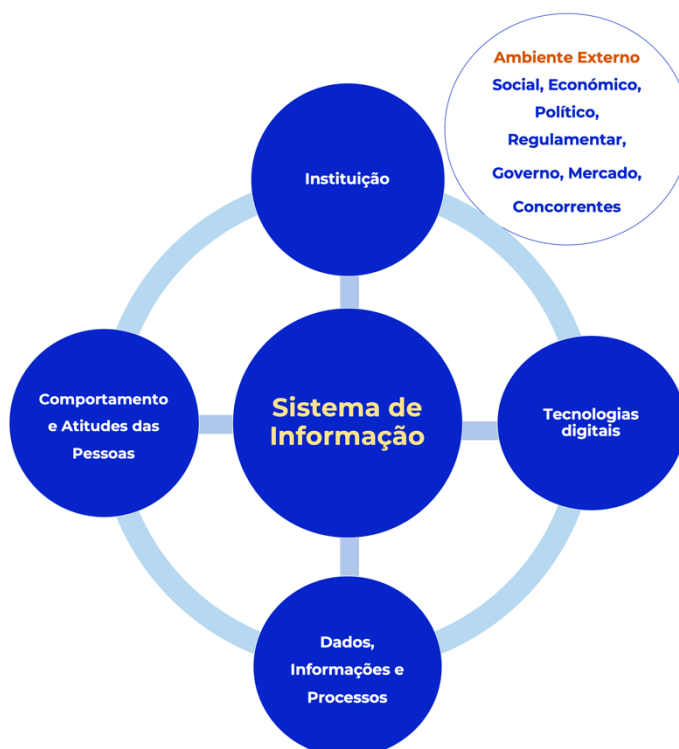 Ambiente Externo
Social, Económico,
Político,
Regulamentar,
Governo, Mercado,
Concorrentes
Instituição
Comportamento
e Atitudes das
Pessoas
Sistema de
Informação
Tecnologias
digitais
Dados,
Informações e
Processos